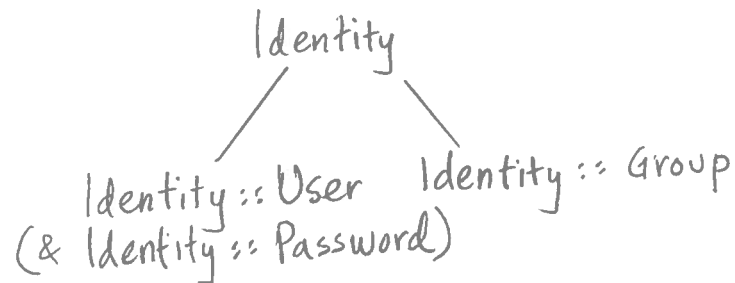 Identity
Identity :: User Identity :: Group
(& Identity :: Password)